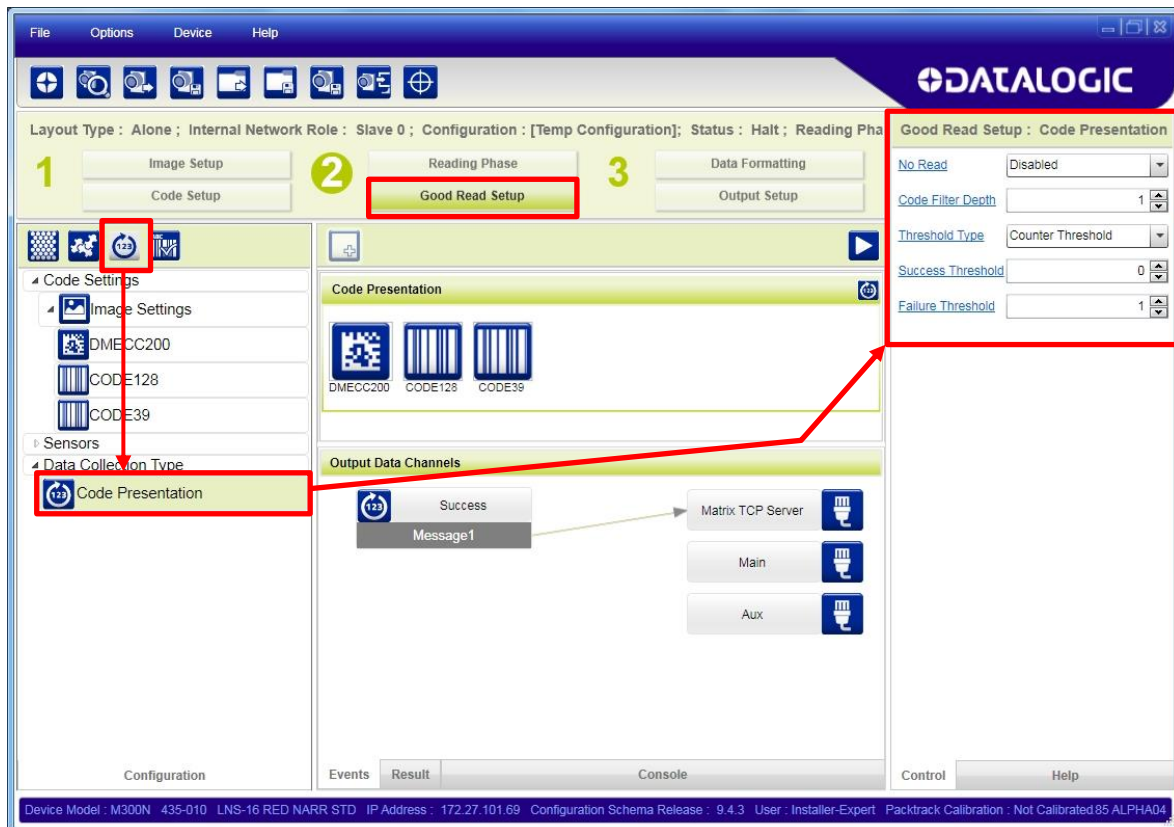 File Options Device Help
DATALOGIC
Layout Type : Alone ; Internal Network Role : Slave 0 ; Configuration : [Temp Configuration]; Status : Halt ; Reading Pha
1
Image Setup
Code Setup
2
Reading Phase
Good Read Setup
3
Data Formatting
Output Setup
Good Read Setup : Code Presentation
No Read Disabled
Code Filter Depth 1
Threshold Type Counter Threshold
Success Threshold 0
Failure Threshold 1
123
Code Settings
Image Settings
DMECC200
CODE128
CODE39
Sensors
Data Collection Type
123 Code Presentation
Configuration
Code Presentation 123
DMECC200 CODE128 CODE39
Output Data Channels
123 Success
Message1
Matrix TCP Server
Main
Aux
Events Result Console
Control Help
Device Model : M300N 435-010 LNS-16 RED NARR STD IP Address : 172.27.101.69 Configuration Schema Release : 9.4.3 User : Installer-Expert Packtrack Calibration : Not Calibrated 85 ALPHA04